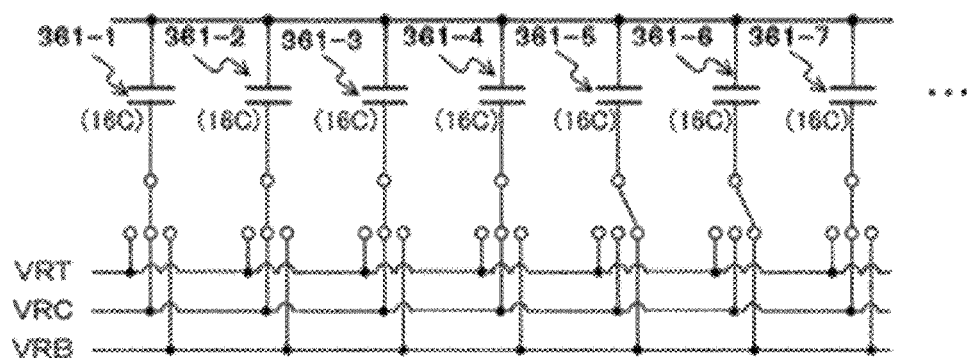 361-1 361-2 361-3 361-4 361-5 361-6 361-7
(16C) (16C) (16C) (16C) (16C) (16C) (16C) ...
VRT
VRC
VRB